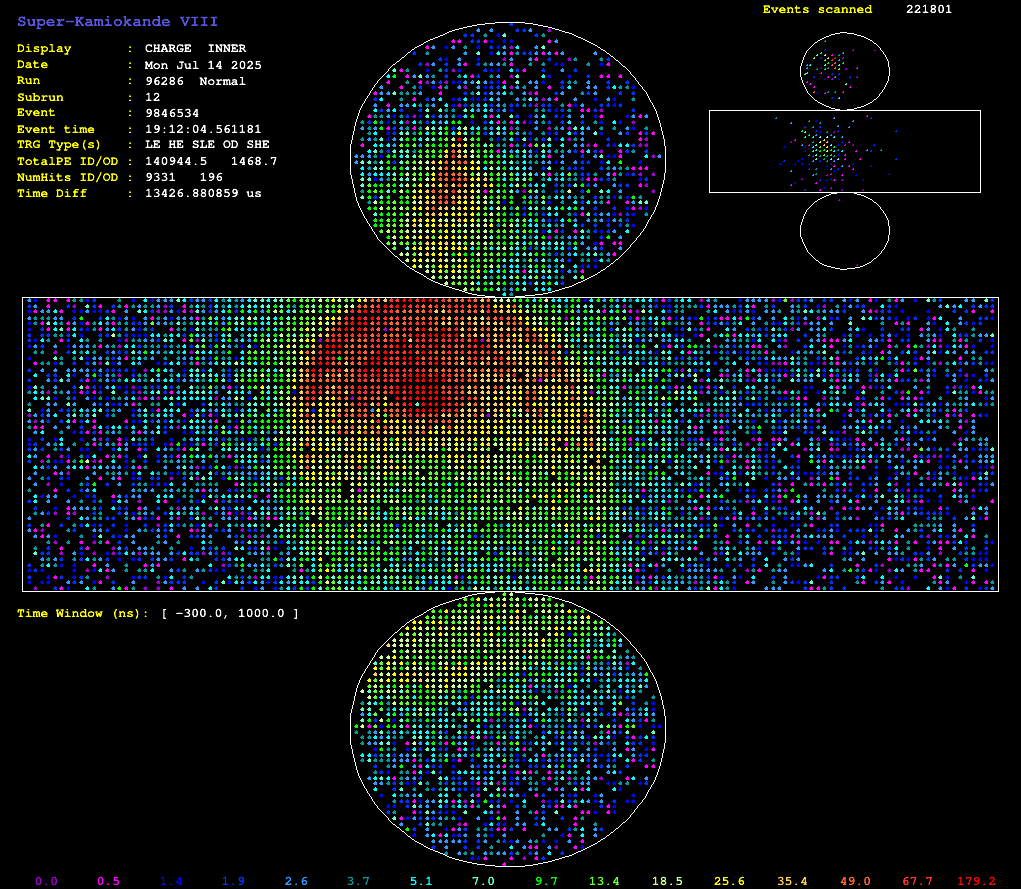 Super-Kamiokande VIII
Display : CHARGE INNER
Date : Mon Jul 14 2025
Run : 96286 Normal
Subrun : 12
Event : 9846534
Event time : 19:12:04.561181
TRG Type(s) : LE HE SLE OD SHE
TotalPE ID/OD : 140944.5 1468.7
NumHits ID/OD : 9331 196
Time Diff : 13426.880859 us
Events scanned 221801
Time Window (ns): [ -300.0, 1000.0 ]
0.0 0.5 1.4 1.9 2.6 3.7 5.1 7.0 9.7 13.4 18.5 25.6 35.4 49.0 67.7 179.2